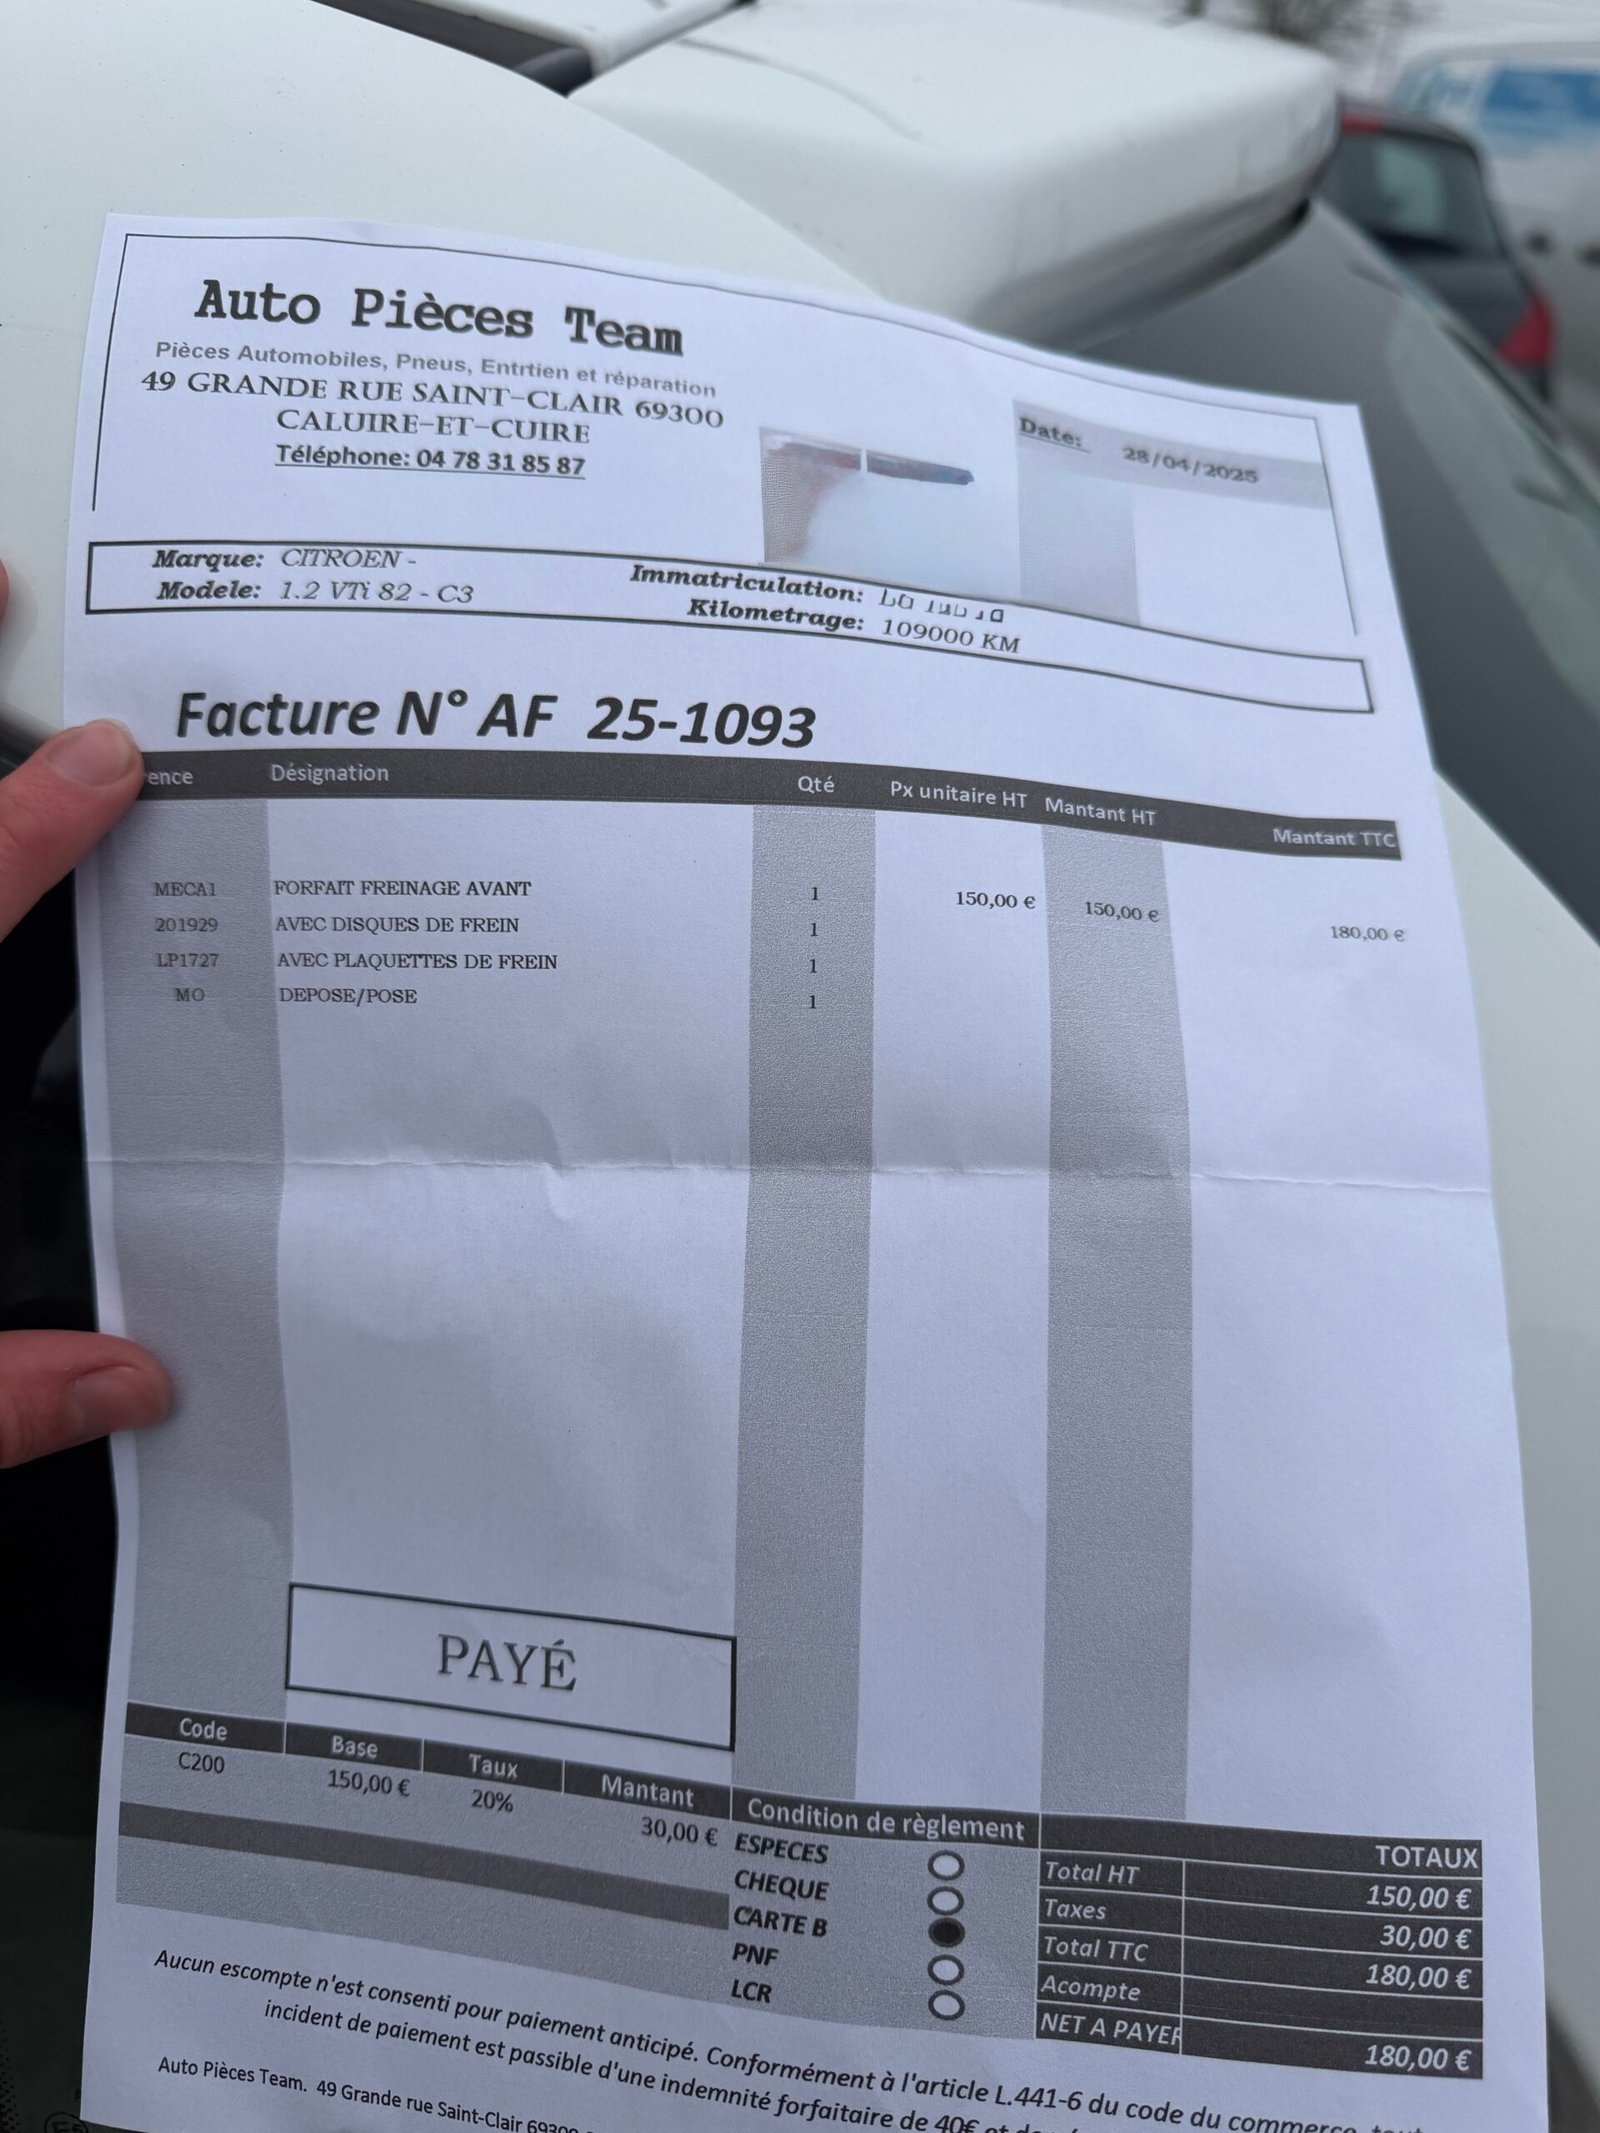 Auto Pièces Team
Pièces Automobiles, Pneus, Entrtien et réparation
49 GRANDE RUE SAINT-CLAIR 69300
CALUIRE-ET-CUIRE
Téléphone: 04 78 31 85 87
Date: 28/04/2025
Marque: CITROEN -
Modele: 1.2 VTi 82 - C3
Immatriculation:
Kilometrage: 109000 KM
Facture N° AF 25-1093
ence Désignation Qté Px unitaire HT Mantant HT Mantant TTC
MECA1 FORFAIT FREINAGE AVANT 1 150,00 € 150,00 € 180,00 €
201929 AVEC DISQUES DE FREIN 1
LP1727 AVEC PLAQUETTES DE FREIN 1
MO DEPOSE/POSE 1
PAYÉ
Code Base Taux Mantant
C200 150,00 € 20% 30,00 €
Condition de règlement
ESPECES
CHEQUE
CARTE B
PNF
LCR
TOTAUX
Total HT 150,00 €
Taxes 30,00 €
Total TTC 180,00 €
Acompte
NET A PAYER 180,00 €
Aucun escompte n'est consenti pour paiement anticipé. Conformément à l'article L.441-6 du code du commerce, tout
incident de paiement est passible d'une indemnité forfaitaire de 40€ et
Auto Pièces Team. 49 Grande rue Saint-Clair 69300